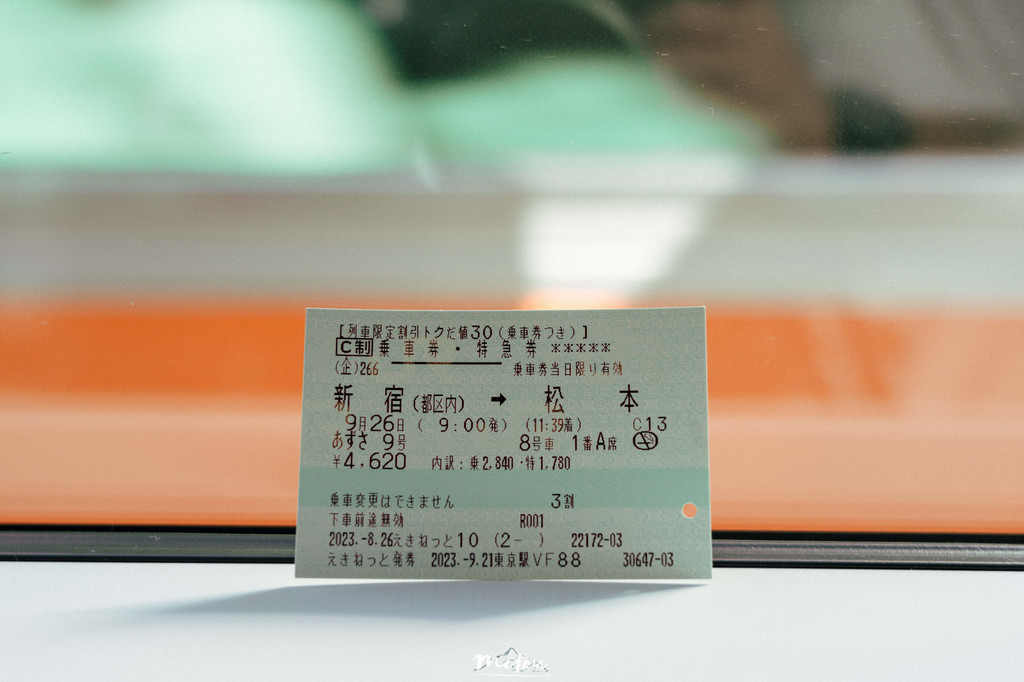 [列車限定割引トクだ値30(乗車券つき)]
C制 乗車券・特急券 *****
(企)266 乗車券当日限り有効
新宿(都区内) → 松本
9月26日 ( 9:00発) (11:39着) C13
あずさ 9号 8号車 1番A席
¥4,620 内訳:乗2,840・特1,780
乗車変更はできません 3割
下車前途無効 R001
2023.-8.26えきねっと10 (2- ) 22172-03
えきねっと発券 2023.-9.21東京駅VF88 30647-03